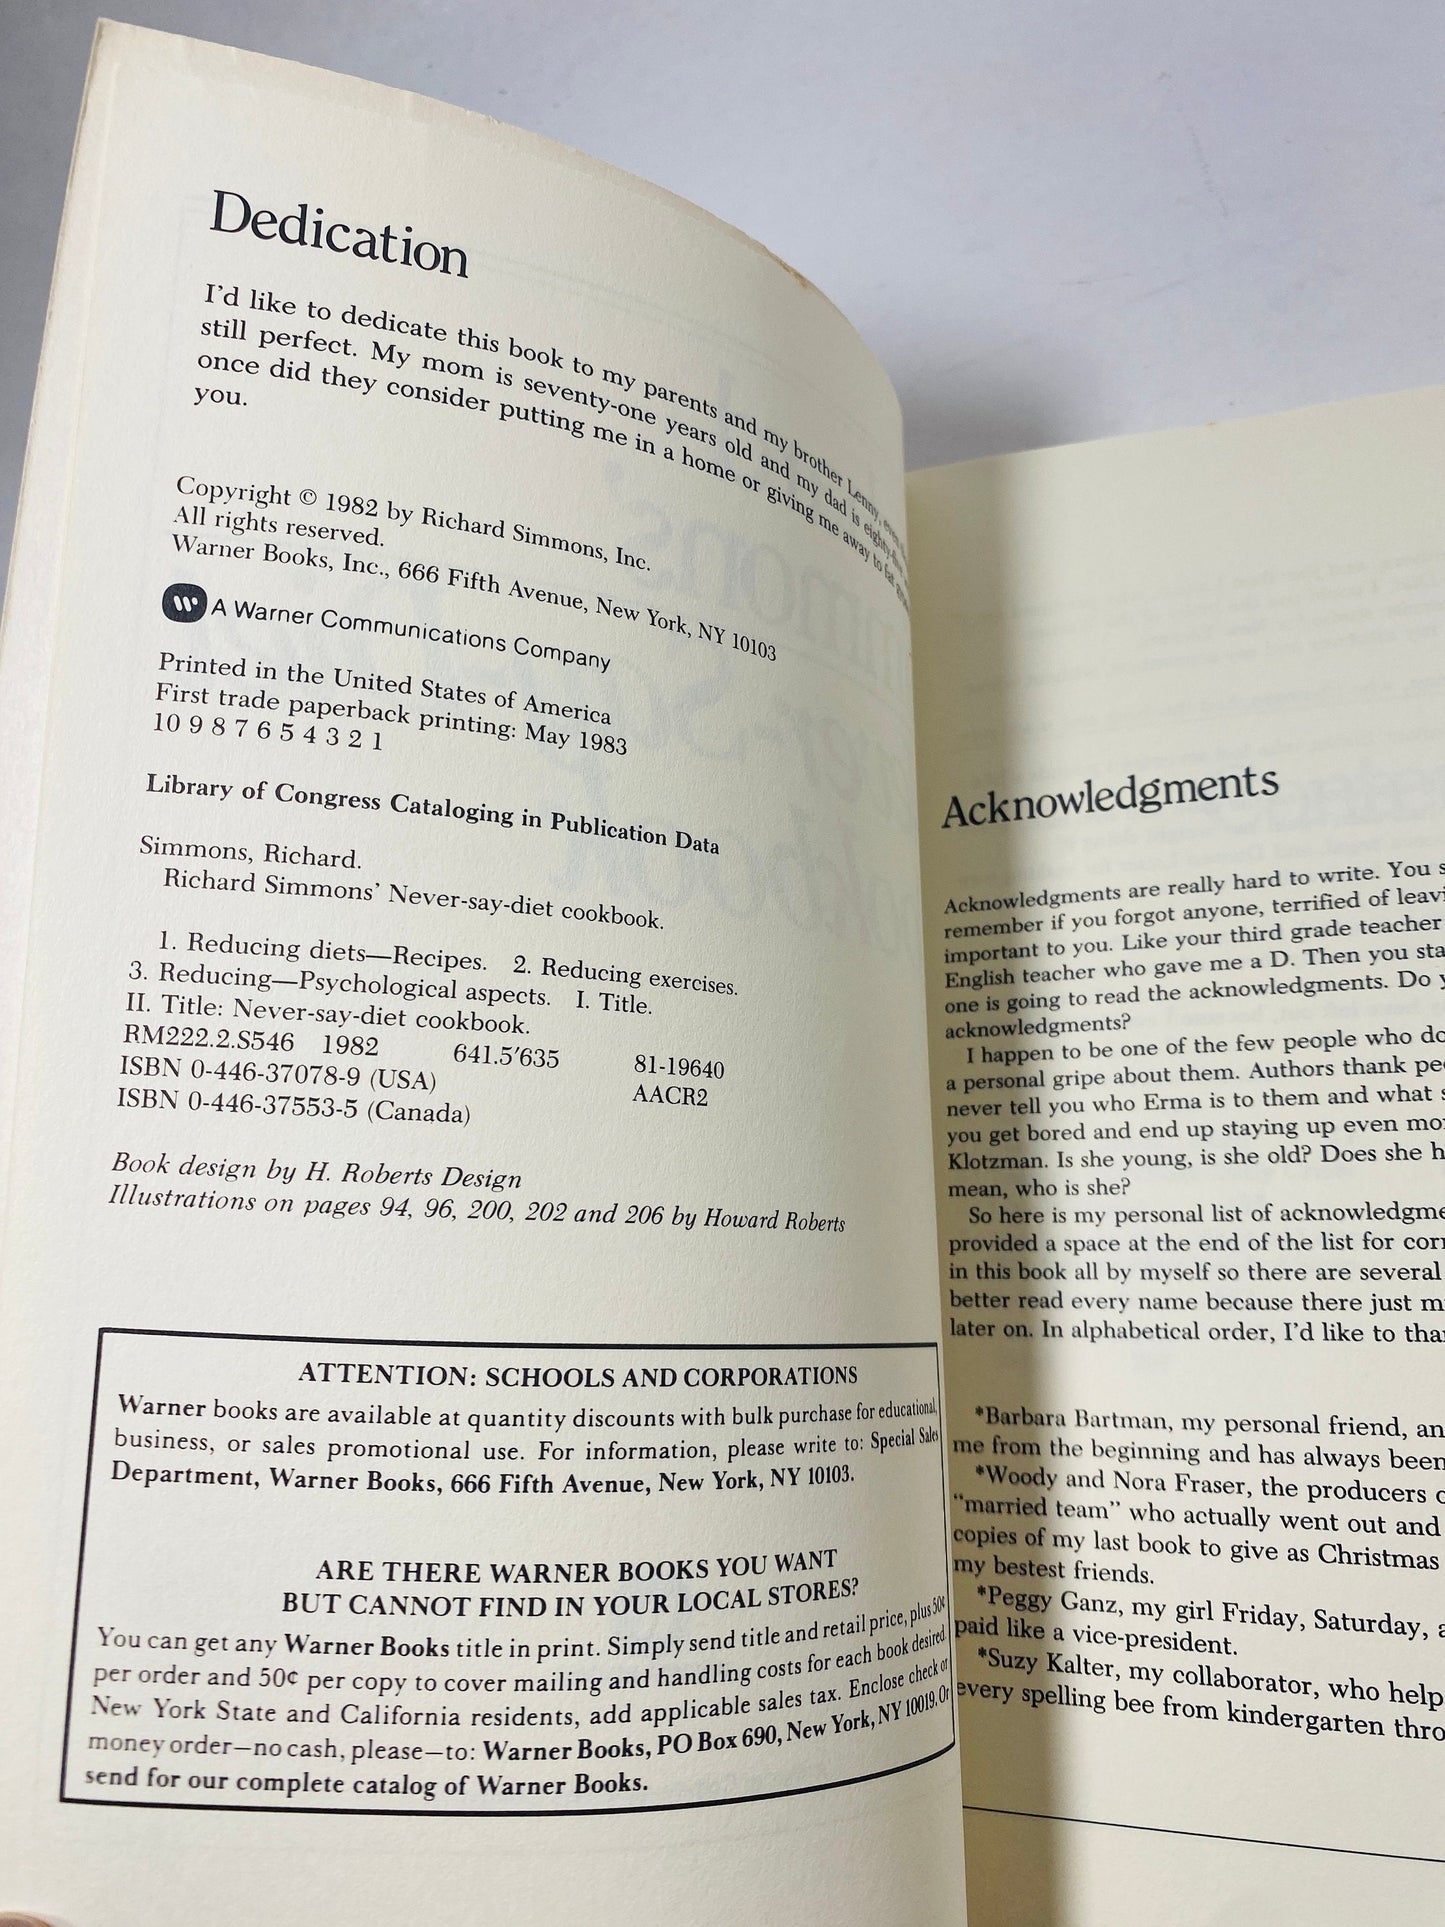 Dedication
I'd like to dedicate this book to my parents and my brother Lenny, even
still perfect. My mom is seventy-one years old and my dad is eighty-five
once did they consider putting me in a home or giving me away to fat
you.
Copyright © 1982 by Richard Simmons, Inc.
All rights reserved.
Warner Books, Inc., 666 Fifth Avenue, New York, NY 10103
A Warner Communications Company
Printed in the United States of America
First trade paperback printing: May 1983
10 9 8 7 6 5 4 3 2 1
Library of Congress Cataloging in Publication Data
Simmons, Richard.
Richard Simmons' Never-say-diet cookbook.
1. Reducing diets—Recipes. 2. Reducing exercises.
3. Reducing—Psychological aspects. I. Title.
II. Title: Never-say-diet cookbook.
RM222.2.S546 1982 641.5'635 81-19640
ISBN 0-446-37078-9 (USA) AACR2
ISBN 0-446-37553-5 (Canada)
Book design by H. Roberts Design
Illustrations on pages 94, 96, 200, 202 and 206 by Howard Roberts
ATTENTION: SCHOOLS AND CORPORATIONS
Warner books are available at quantity discounts with bulk purchase for educational,
business, or sales promotional use. For information, please write to: Special Sales
Department, Warner Books, 666 Fifth Avenue, New York, NY 10103.
ARE THERE WARNER BOOKS YOU WANT
BUT CANNOT FIND IN YOUR LOCAL STORES?
You can get any Warner Books title in print. Simply send title and retail price, plus 50¢
per order and 50¢ per copy to cover mailing and handling costs for each book desired.
New York State and California residents, add applicable sales tax. Enclose check or
money order—no cash, please—to: Warner Books, PO Box 690, New York, NY 10019. Or
send for our complete catalog of Warner Books.
Acknowledgments
Acknowledgments are really hard to write. You s
remember if you forgot anyone, terrified of leavi
important to you. Like your third grade teacher
English teacher who gave me a D. Then you sta
one is going to read the acknowledgments. Do y
acknowledgments?
I happen to be one of the few people who do
a personal gripe about them. Authors thank peo
never tell you who Erma is to them and what s
you get bored and end up staying up even mor
Klotzman. Is she young, is she old? Does she h
mean, who is she?
So here is my personal list of acknowledgme
provided a space at the end of the list for corr
in this book all by myself so there are several
better read every name because there just m
later on. In alphabetical order, I'd like to than
*Barbara Bartman, my personal friend, an
me from the beginning and has always been
*Woody and Nora Fraser, the producers o
"married team" who actually went out and
copies of my last book to give as Christmas
my bestest friends.
*Peggy Ganz, my girl Friday, Saturday, a
paid like a vice-president.
*Suzy Kalter, my collaborator, who help
every spelling bee from kindergarten thro